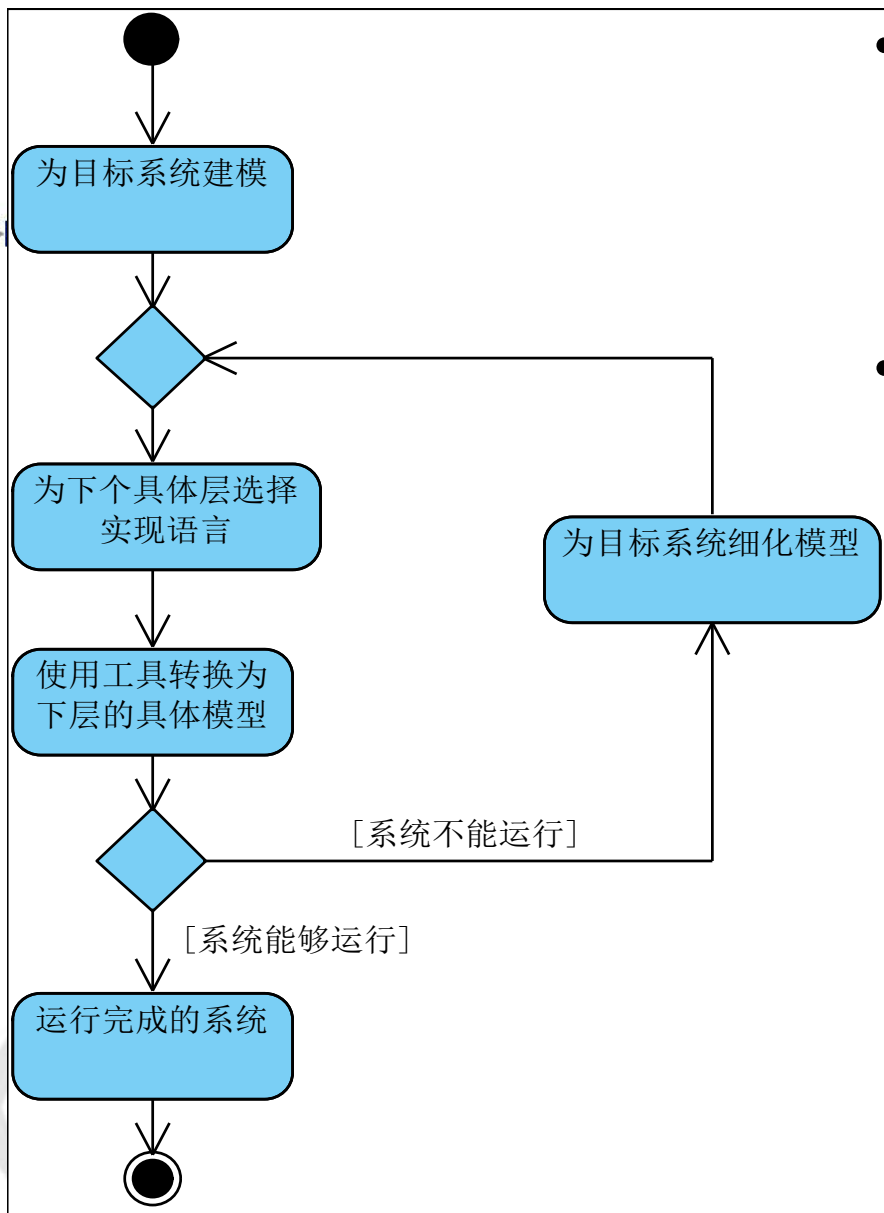 为目标系统建模
为下个具体层选择
实现语言
为目标系统细化模型
使用工具转换为
下层的具体模型
[系统不能运行]
[系统能够运行]
运行完成的系统